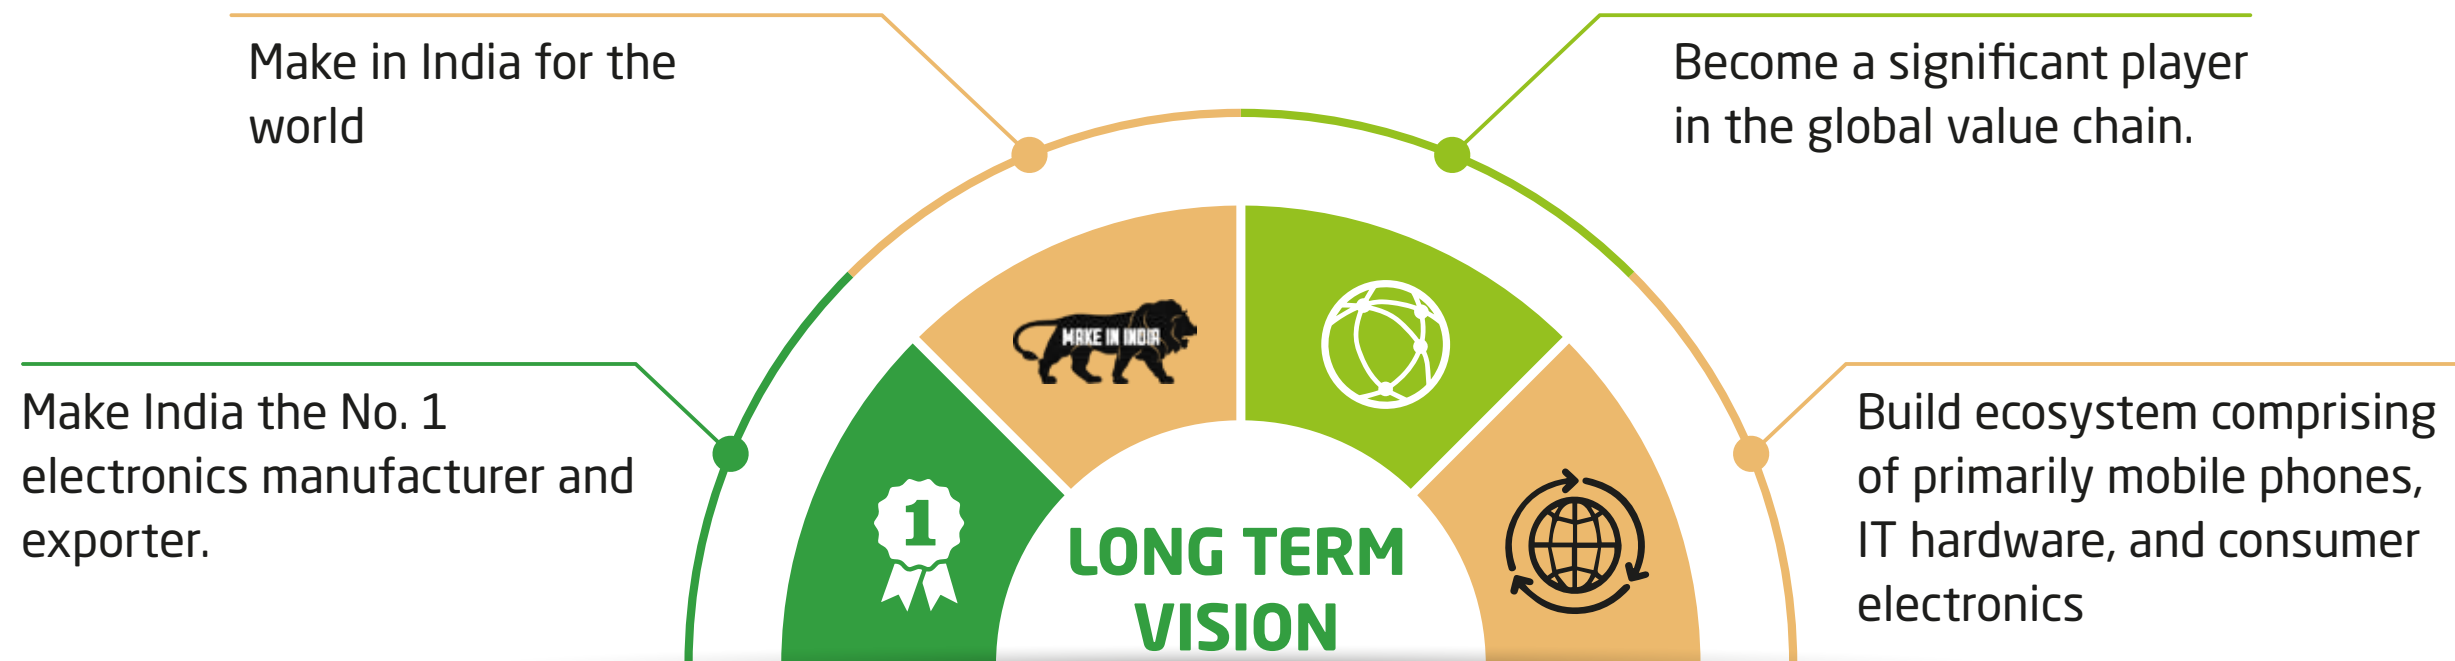 Make in India for the
world
Become a significant player
in the global value chain.
MAKE IN INDIA
Make India the No. 1
electronics manufacturer and
exporter.
1
Build ecosystem comprising
of primarily mobile phones,
IT hardware, and consumer
electronics
LONG TERM
VISION